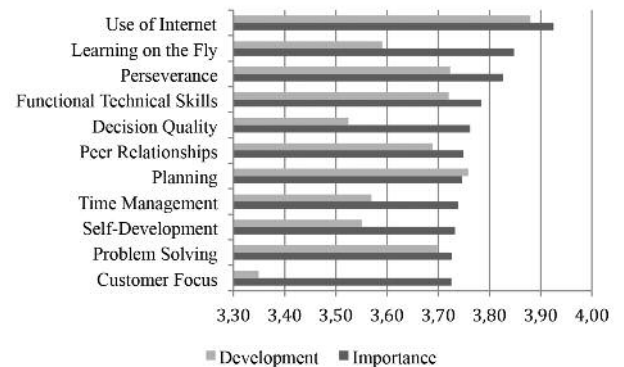 Use of Internet
Learning on the Fly
Perseverance
Functional Technical Skills
Decision Quality
Peer Relationships
Planning
Time Management
Self-Development
Problem Solving
Customer Focus
3,30 3,40 3,50 3,60 3,70 3,80 3,90 4,00
Development Importance